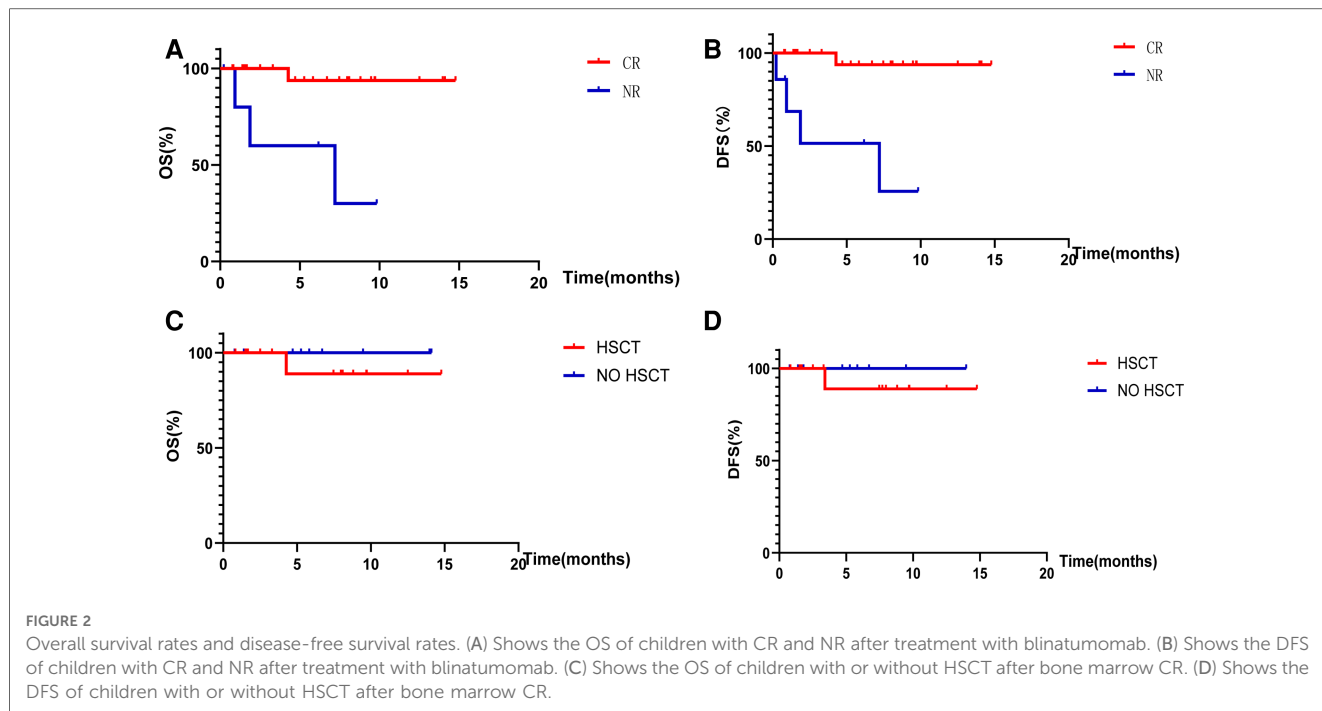 A
OS(%)
100
50
0
0 5 10 15 20
Time(months)
CR
NR
B
DFS(%)
100
50
0
0 5 10 15 20
Time(months)
CR
NR
C
OS(%)
100
50
0
0 5 10 15 20
Time(months)
HSCT
NO HSCT
D
DFS(%)
100
50
0
0 5 10 15 20
Time(months)
HSCT
NO HSCT
FIGURE 2
Overall survival rates and disease-free survival rates. (A) Shows the OS of children with CR and NR after treatment with blinatumomab. (B) Shows the DFS
of children with CR and NR after treatment with blinatumomab. (C) Shows the OS of children with or without HSCT after bone marrow CR. (D) Shows the
DFS of children with or without HSCT after bone marrow CR.